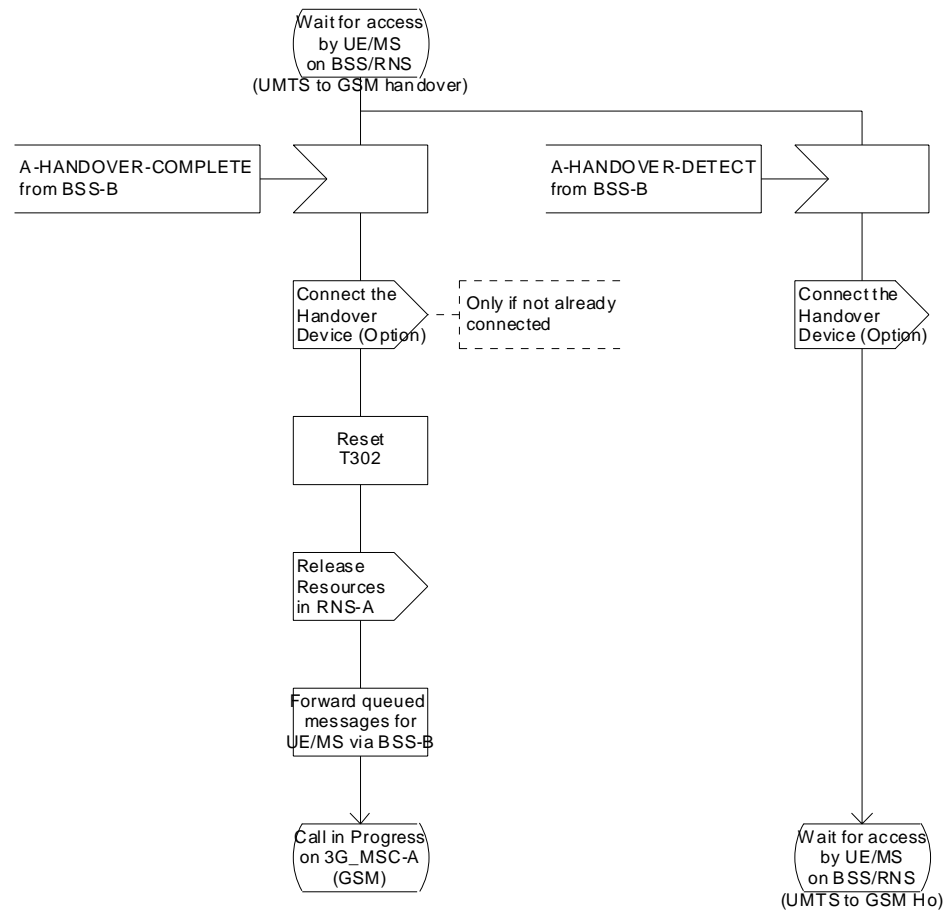 Wait for access
by UE/MS
on BSS/RNS
(UMTS to GSM handover)
A-HANDOVER-COMPLETE
from BSS-B
A-HANDOVER-DETECT
from BSS-B
Connect the
Handover
Device (Option)
Only if not already
connected
Connect the
Handover
Device (Option)
Reset
T302
Release
Resources
in RNS-A
Forward queued
messages for
UE/MS via BSS-B
Call in Progress
on 3G_MSC-A
(GSM)
Wait for access
by UE/MS
on BSS/RNS
(UMTS to GSM Ho)